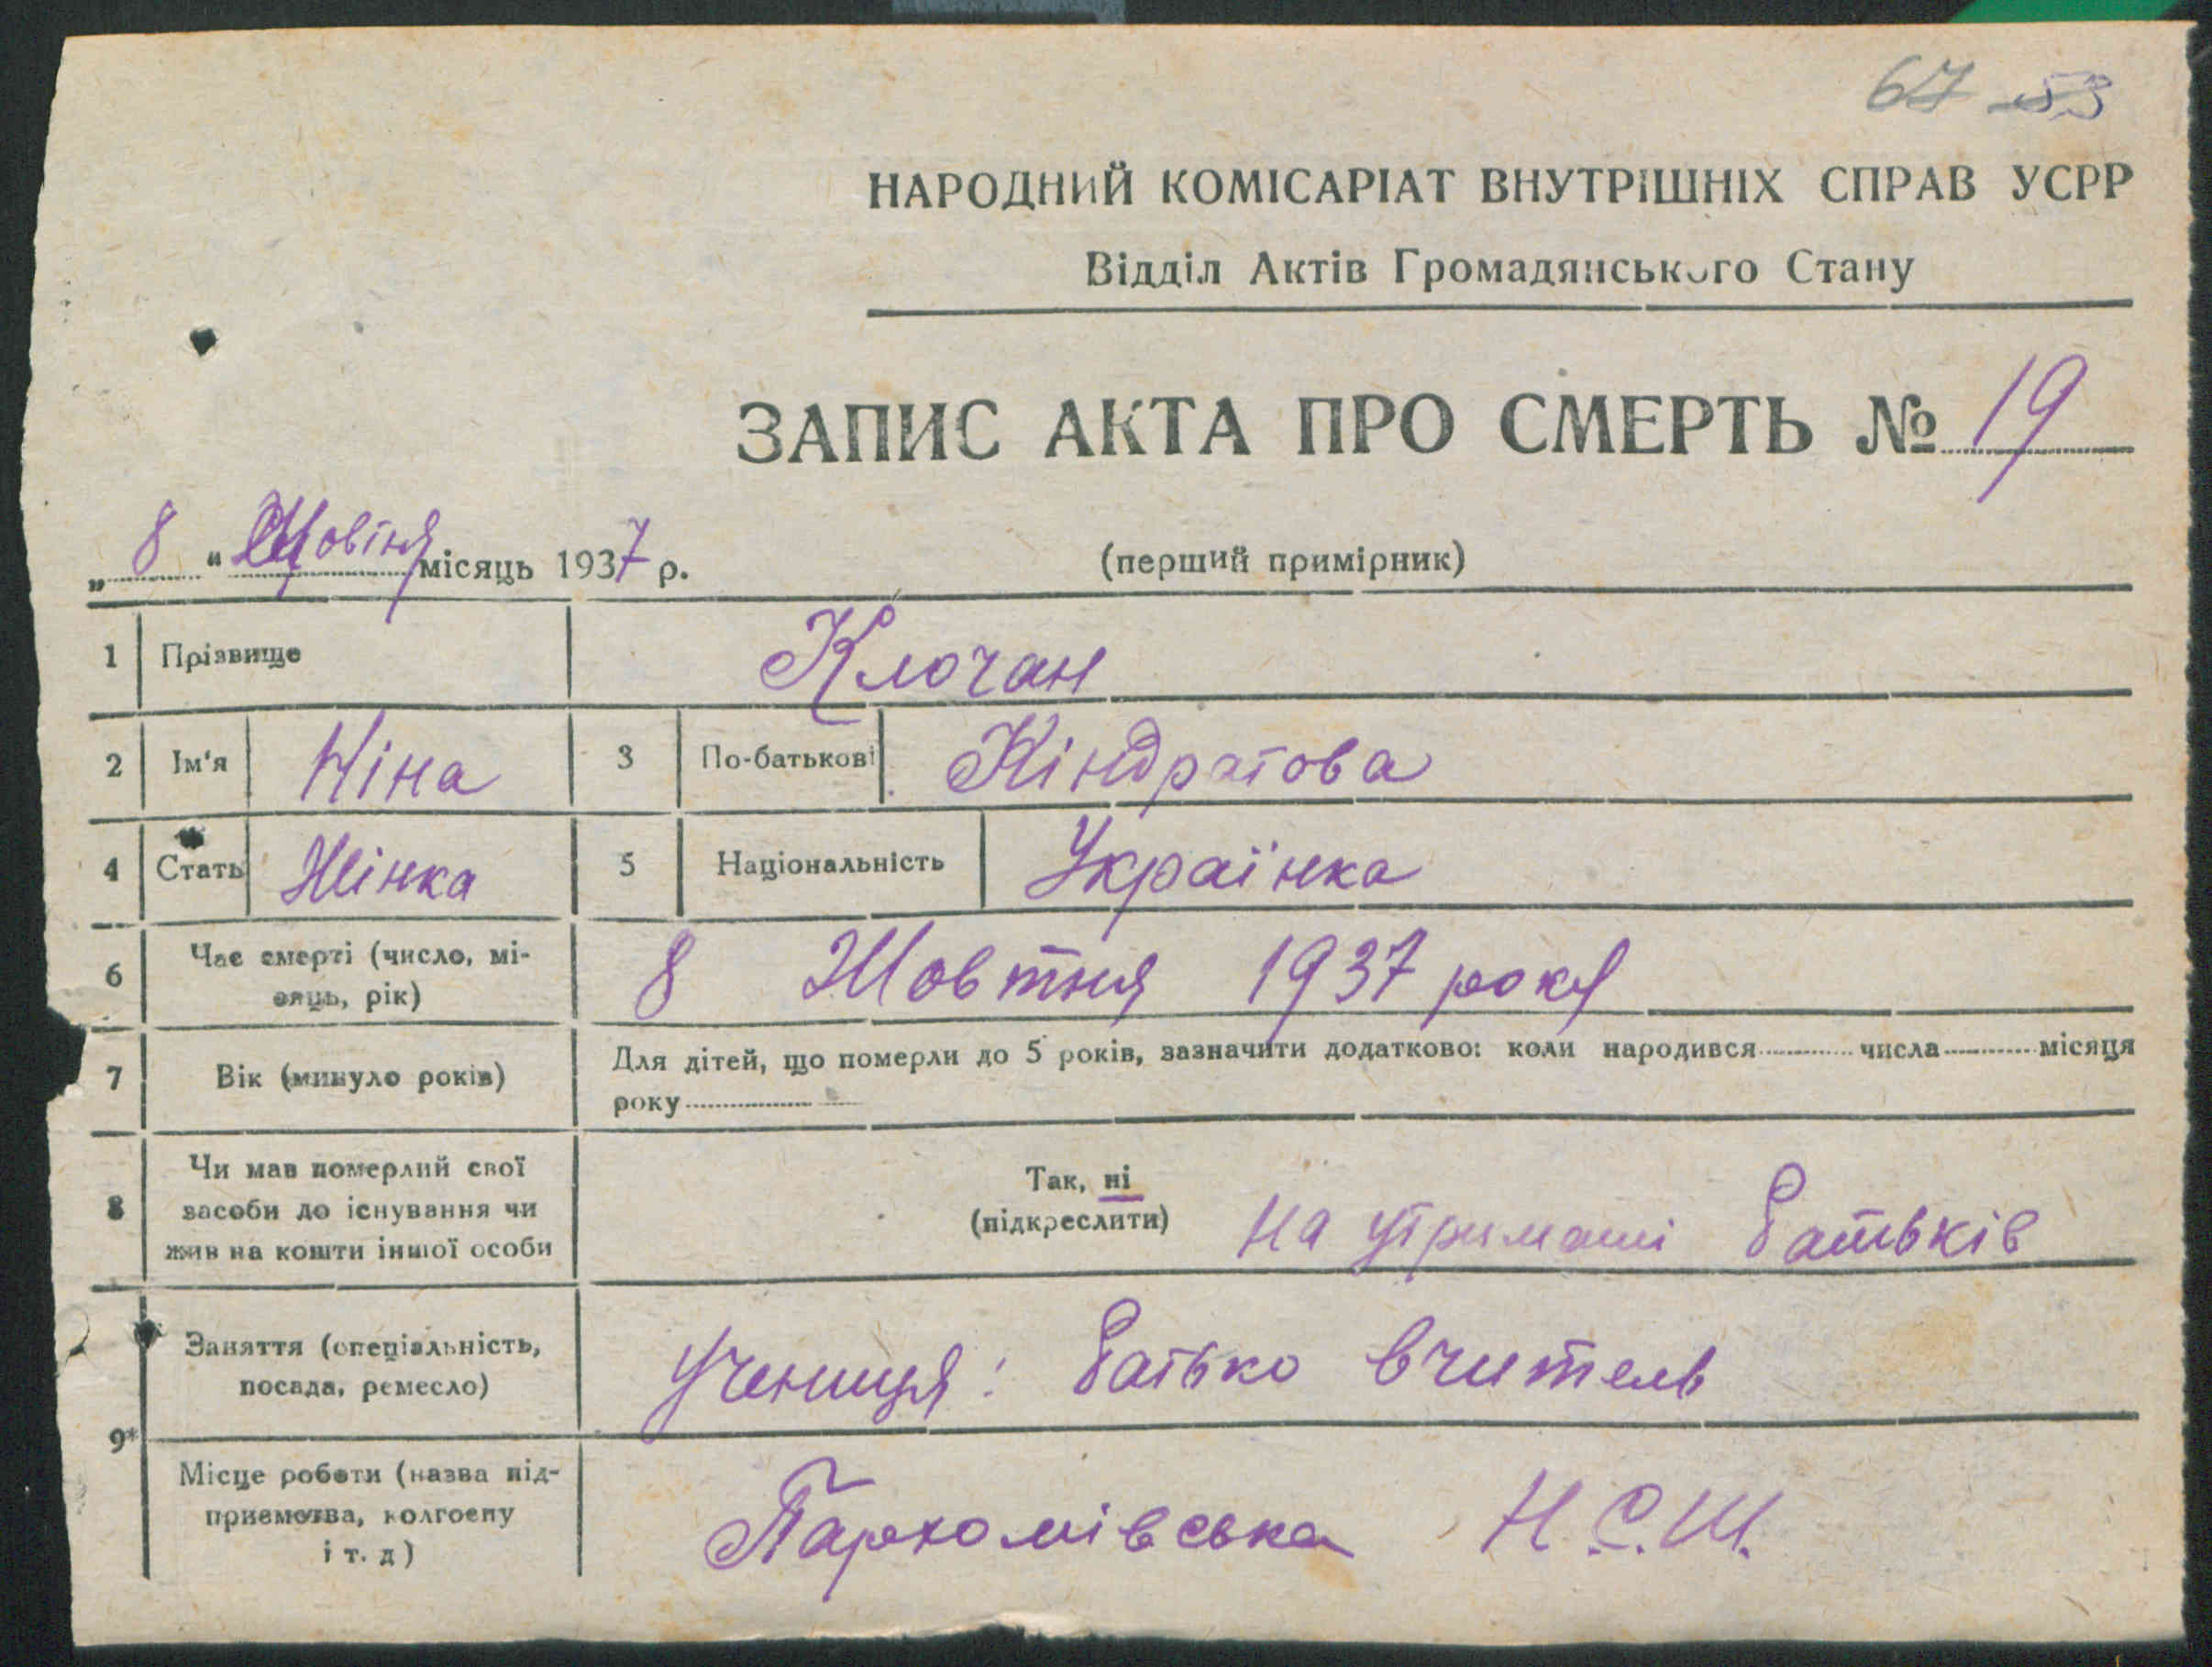 67 53
НАРОДНИЙ КОМІСАРІАТ ВНУТРІШНІХ СПРАВ УСРР
Відділ Актів Громадянського Стану
ЗАПИС АКТА ПРО СМЕРТЬ № 19
„ 8 “ місяць 1937 р.
(перший примірник)
1 Прізвище Клочан
2 Ім'я Ніна 3 По-батькові Кіндратова
4 Стать Жінка 5 Національність Українка
6 Час смерті (число, мі-
сяць, рік) 8 Жовтня 1937 року
7 Вік (минуло років) Для дітей, що померли до 5 років, зазначити додатково: коли народився числа місяця
року
8 Чи мав померлий свої
засоби до існування чи
жив на кошти іншої особи
Так, ні
(підкреслити) на утримані батьків
9* Заняття (спеціальність,
посада, ремесло) Учениця: батько вчитель
Місце роботи (назва під-
приємства, колгоспу
і т. д) Пархомівська Н.С.Ш.